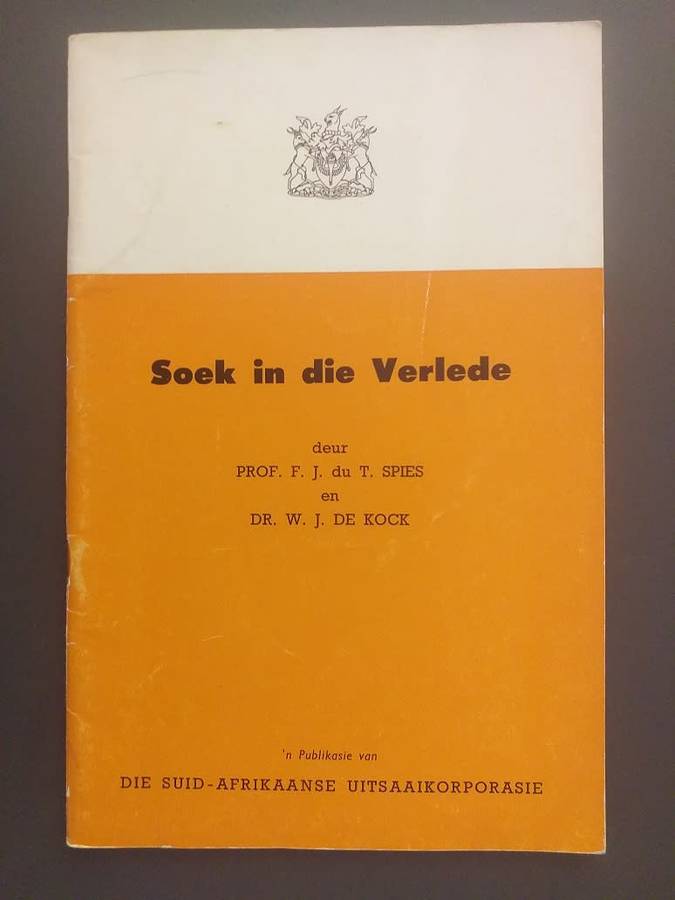 Soek in die Verlede
deur
PROF. F. J. du T. SPIES
en
DR. W. J. DE KOCK
'n Publikasie van
DIE SUID-AFRIKAANSE UITSAAIKORPORASIE